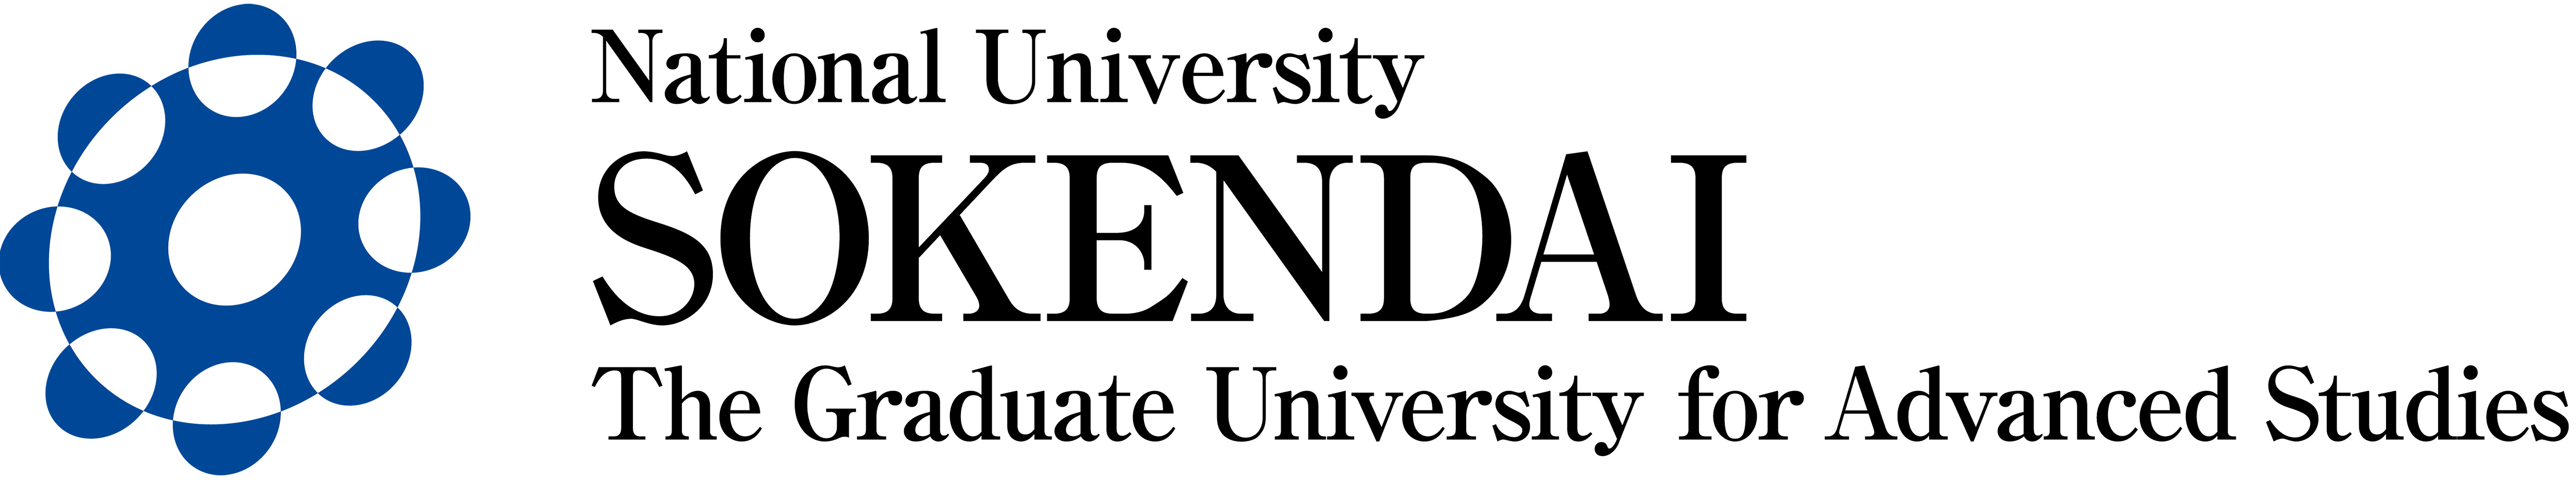 National University
SOKENDAI
The Graduate University for Advanced Studies